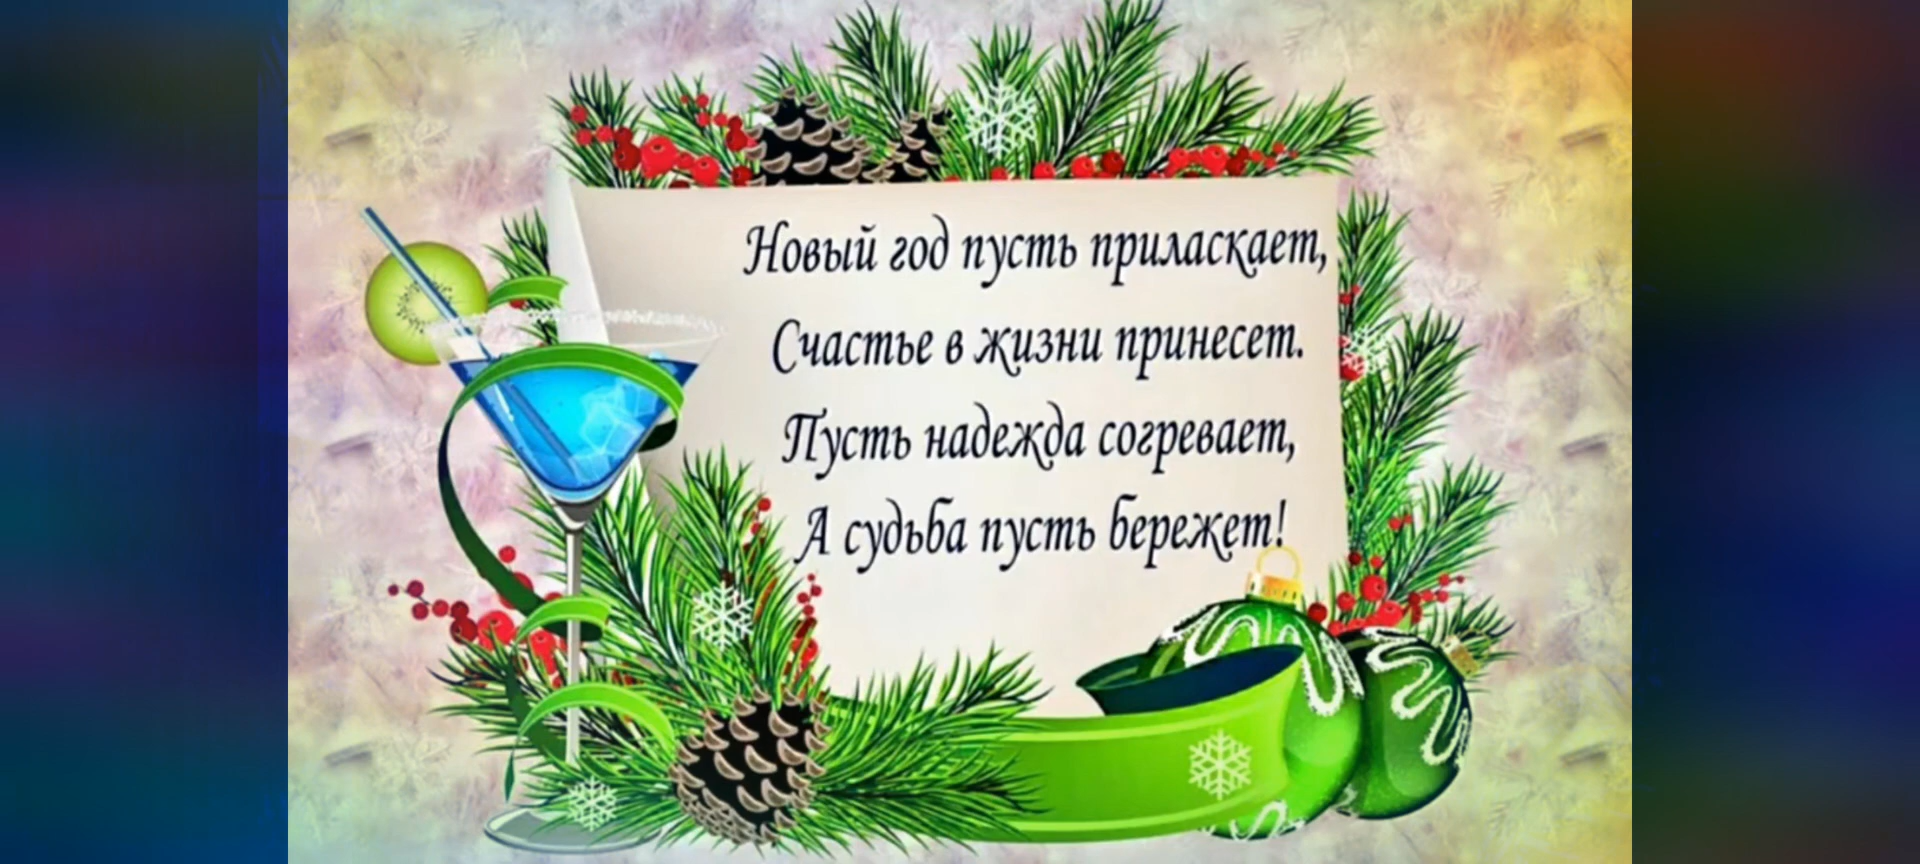 Новый год пусть приласкает,
Счастье в жизни принесет.
Пусть надежда согревает,
А судьба пусть бережет!